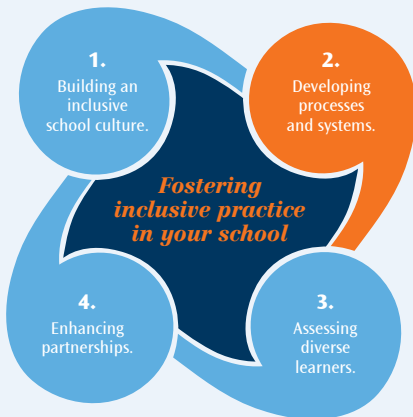 1.
Building an
inclusive
school culture.
2.
Developing
processes
and systems.
Fostering
inclusive practice
in your school
3.
Assessing
diverse
learners.
4.
Enhancing
partnerships.